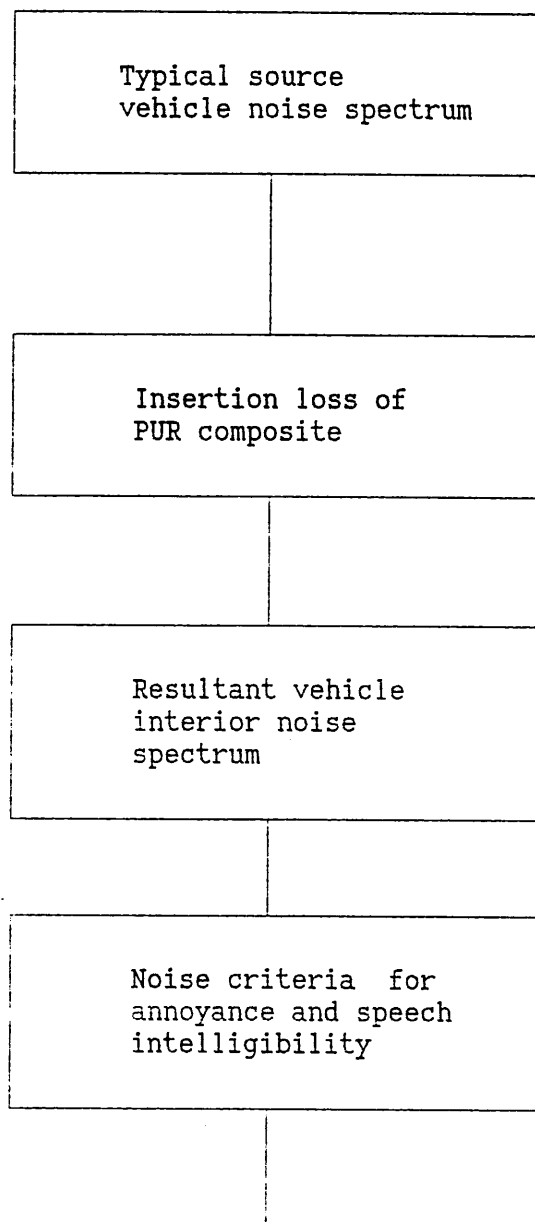 Typical source
vehicle noise spectrum
Insertion loss of
PUR composite
Resultant vehicle
interior noise
spectrum
Noise criteria for
annoyance and speech
intelligibility